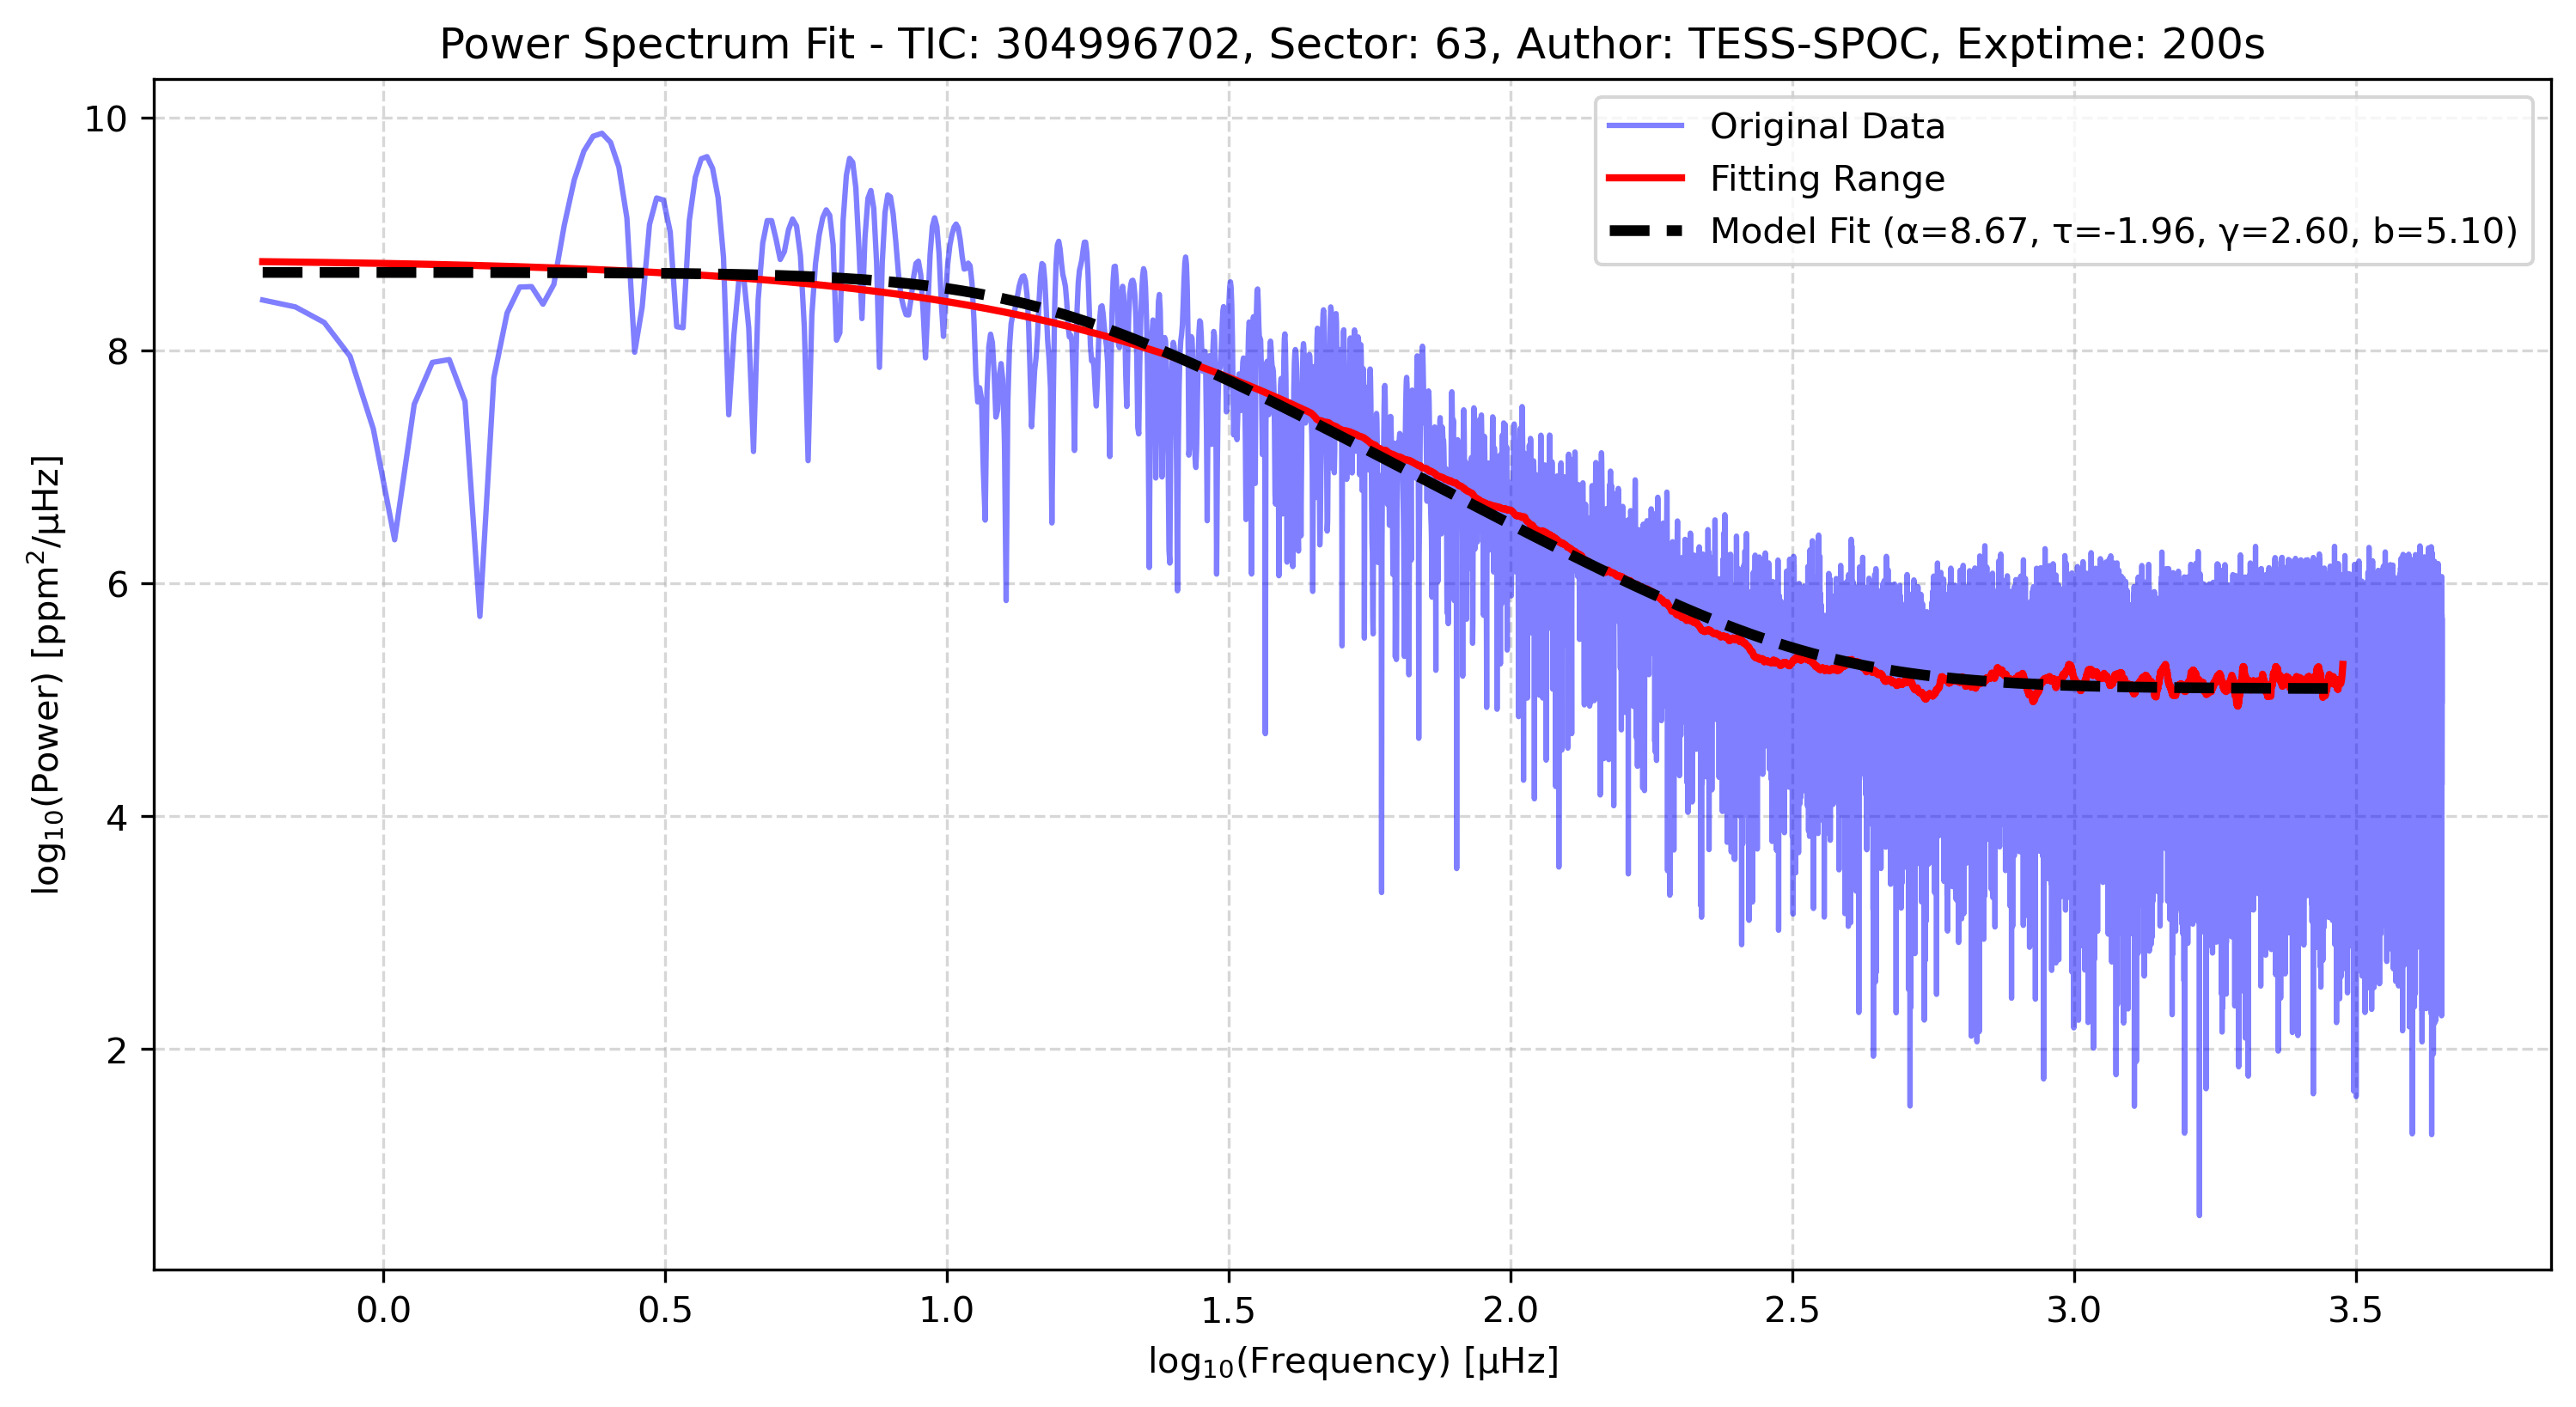 Power Spectrum Fit - TIC: 304996702, Sector: 63, Author: TESS-SPOC, Exptime: 200s
Original Data
Fitting Range
Model Fit (α=8.67, τ=-1.96, γ=2.60, b=5.10)
log₁₀(Power) [ppm²/μHz]
10
8
6
4
2
0.0 0.5 1.0 1.5 2.0 2.5 3.0 3.5
log₁₀(Frequency) [μHz]